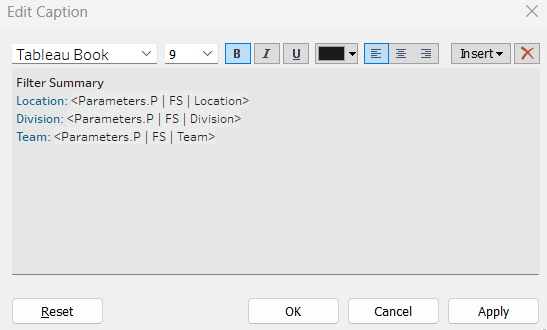 Edit Caption
Tableau Book 9 B I U Insert
Filter Summary
Location: <Parameters.P | FS | Location>
Division: <Parameters.P | FS | Division>
Team: <Parameters.P | FS | Team>
Reset OK Cancel Apply